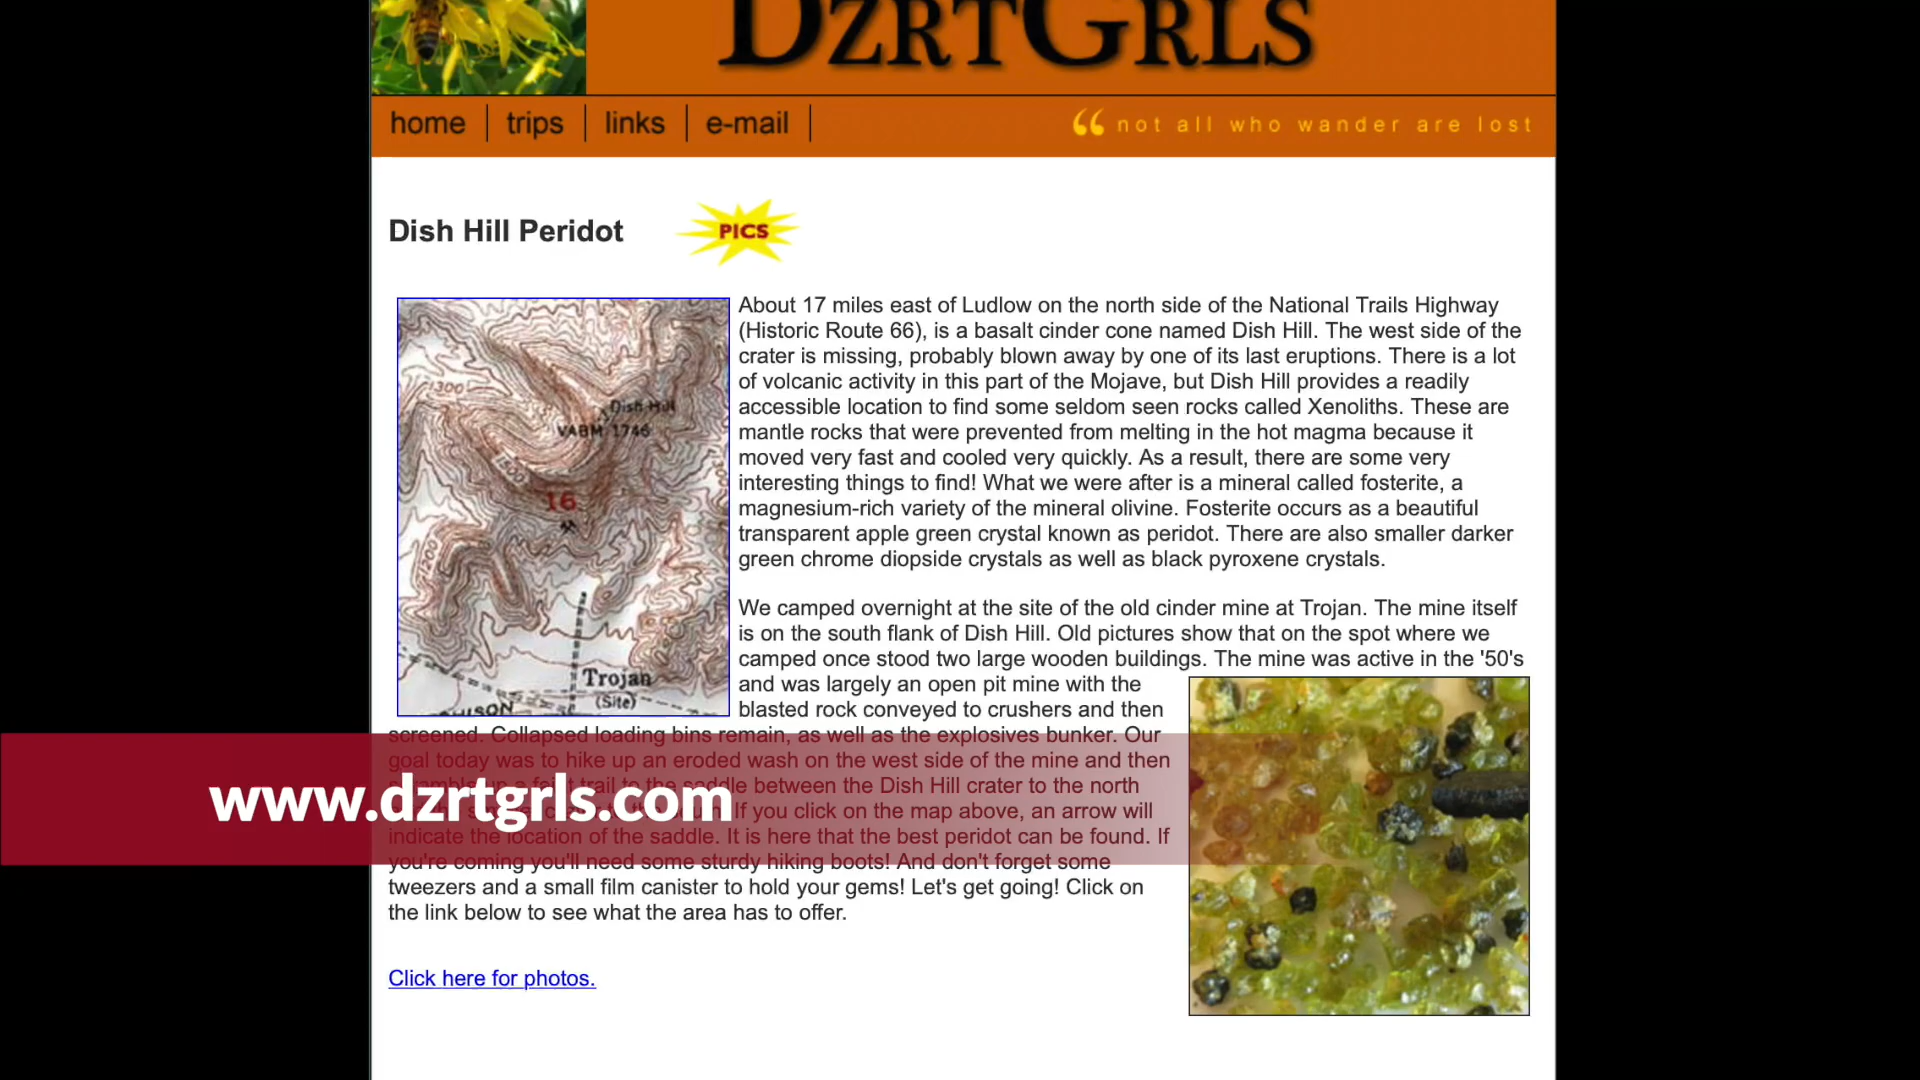 DZRTGRLS
home
trips
links
e-mail
“ not all who wander are lost
Dish Hill Peridot
PICS
About 17 miles east of Ludlow on the north side of the National Trails Highway
(Historic Route 66), is a basalt cinder cone named Dish Hill. The west side of the
crater is missing, probably blown away by one of its last eruptions. There is a lot
of volcanic activity in this part of the Mojave, but Dish Hill provides a readily
accessible location to find some seldom seen rocks called Xenoliths. These are
mantle rocks that were prevented from melting in the hot magma because it
moved very fast and cooled very quickly. As a result, there are some very
interesting things to find! What we were after is a mineral called fosterite, a
magnesium-rich variety of the mineral olivine. Fosterite occurs as a beautiful
transparent apple green crystal known as peridot. There are also smaller darker
green chrome diopside crystals as well as black pyroxene crystals.
1300
Dish Hill
VABM 1746
1500
16
1200
Trojan
(Site)
We camped overnight at the site of the old cinder mine at Trojan. The mine itself
is on the south flank of Dish Hill. Old pictures show that on the spot where we
camped once stood two large wooden buildings. The mine was active in the '50's
and was largely an open pit mine with the
blasted rock conveyed to crushers and then
screened. Collapsed loading bins remain, as well as the explosives bunker. Our
goal today was to hike up an eroded wash on the west side of the mine and then
trail to the saddle between the Dish Hill crater to the north
If you click on the map above, an arrow will
indicate the location of the saddle. It is here that the best peridot can be found. If
you're coming you'll need some sturdy hiking boots! And don't forget some
tweezers and a small film canister to hold your gems! Let's get going! Click on
the link below to see what the area has to offer.
www.dzrtgrls.com
Click here for photos.